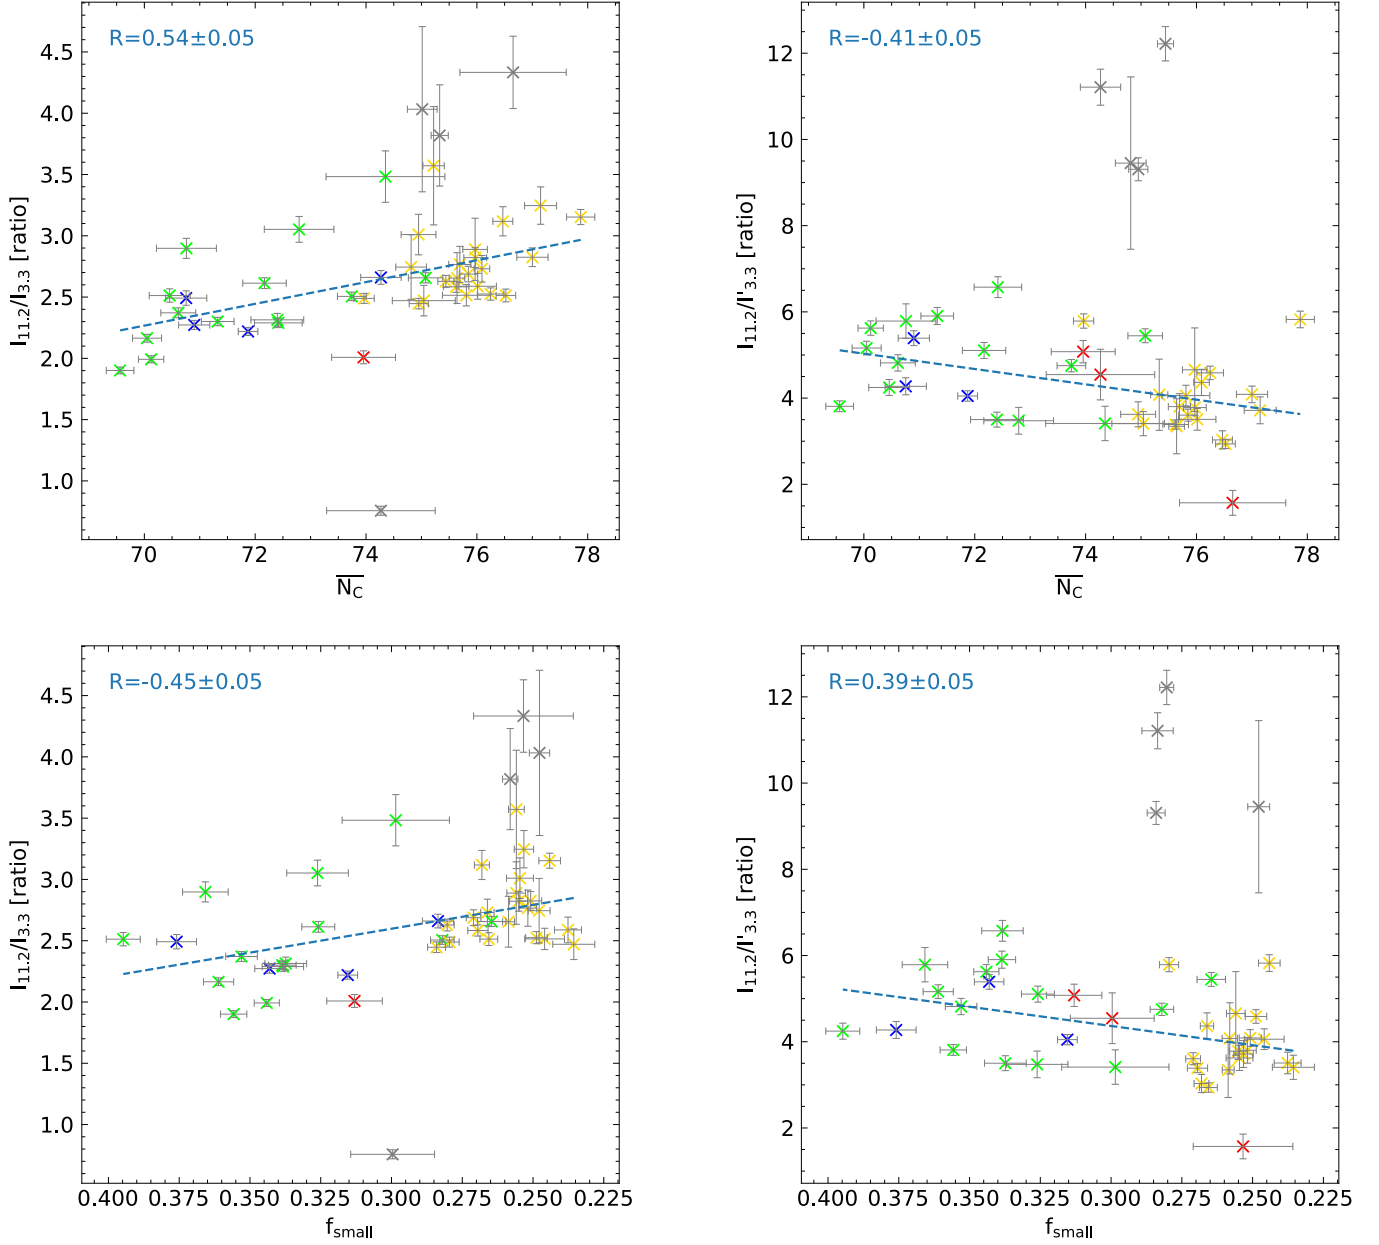 R=0.54±0.05
4.5
4.0
3.5
3.0
2.5
2.0
1.5
1.0
I11.2/I3.3 [ratio]
70 72 74 76 78
N̅C̅
R=-0.41±0.05
12
10
8
6
4
2
I11.2/I'3.3 [ratio]
70 72 74 76 78
N̅C̅
R=-0.45±0.05
4.5
4.0
3.5
3.0
2.5
2.0
1.5
1.0
I11.2/I3.3 [ratio]
0.400 0.375 0.350 0.325 0.300 0.275 0.250 0.225
fsmall
R=0.39±0.05
12
10
8
6
4
2
I11.2/I'3.3 [ratio]
0.400 0.375 0.350 0.325 0.300 0.275 0.250 0.225
fsmall